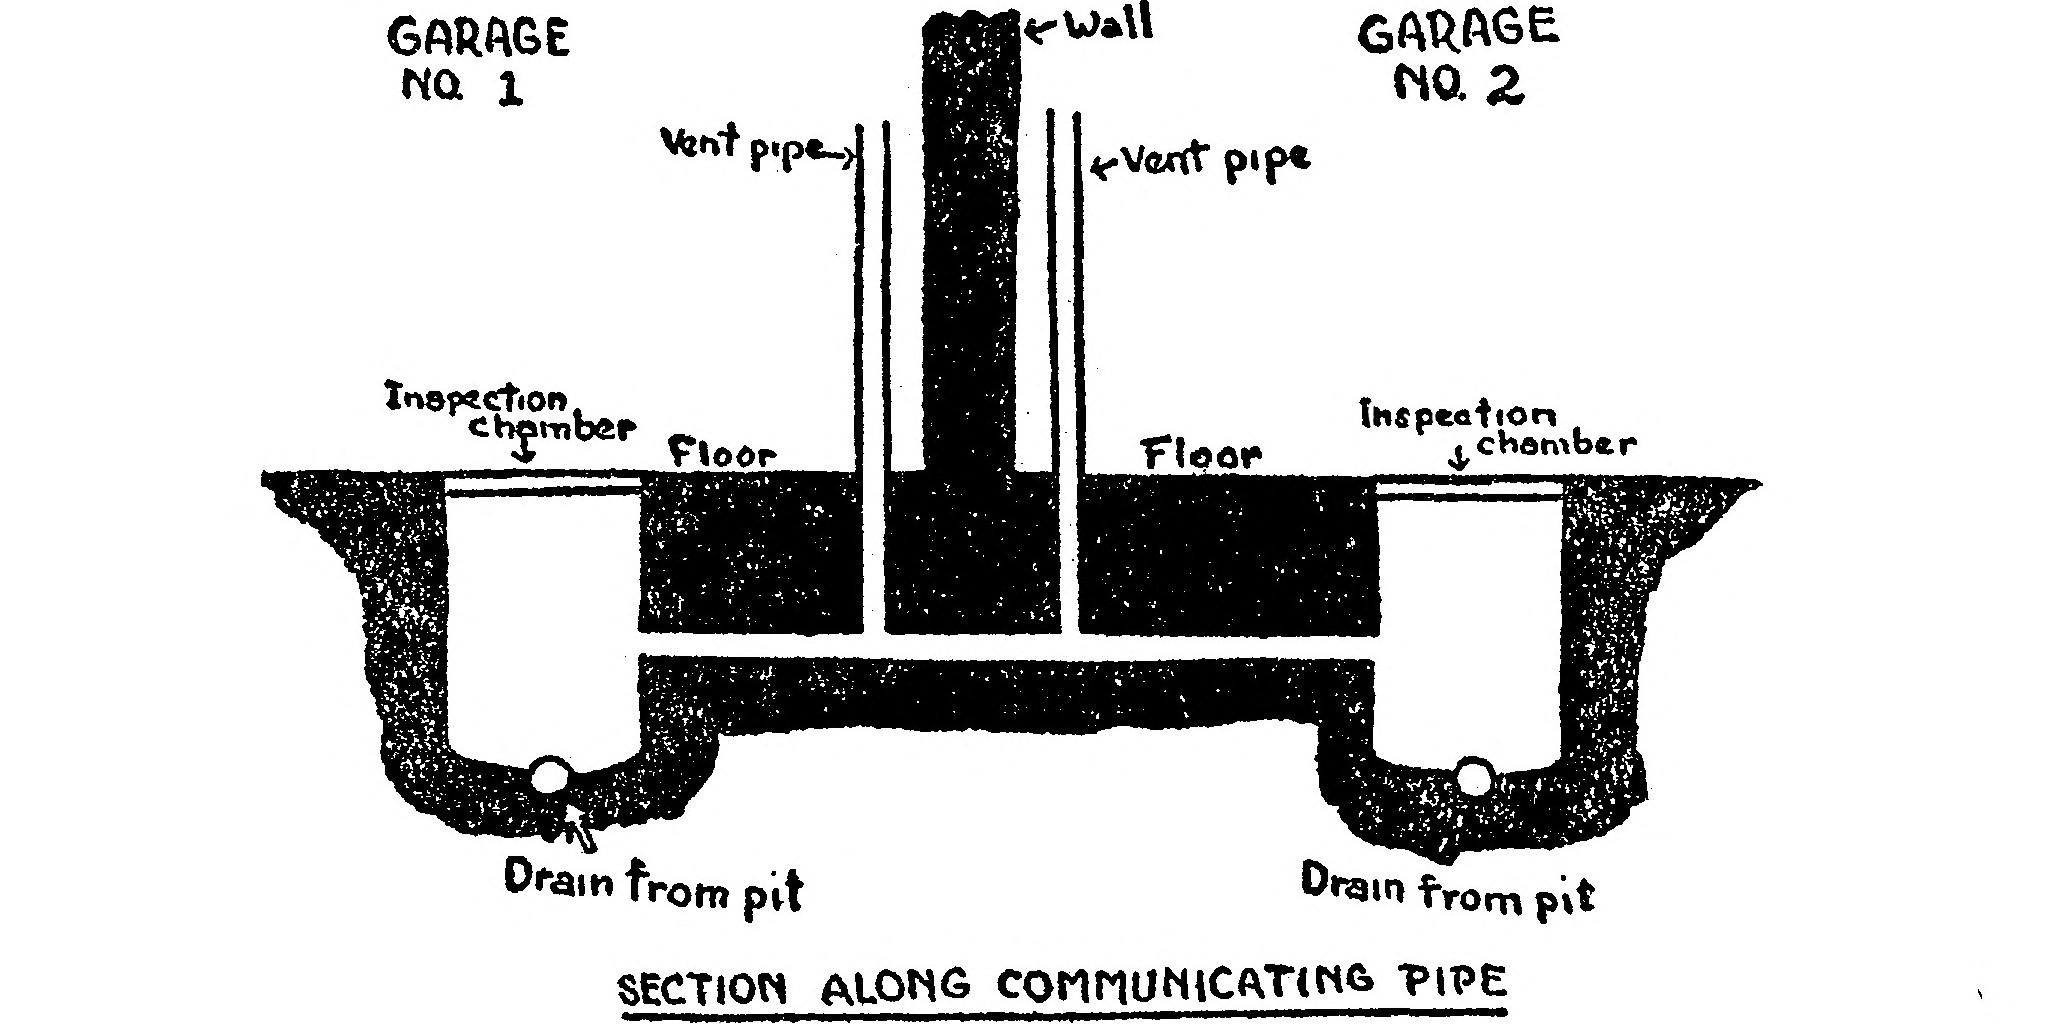 GARAGE
NO. 1
Wall
GARAGE
NO. 2
Vent pipe
Vent pipe
Inspection
chamber
Floor
Floor
Inspection
chamber
Drain from pit
Drain from pit
SECTION ALONG COMMUNICATING PIPE